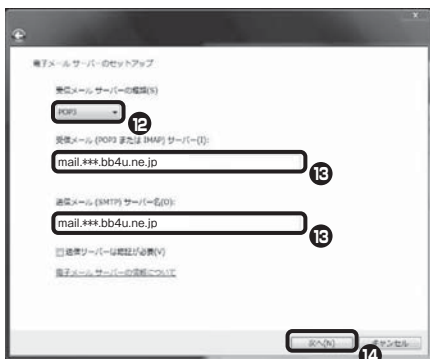 電子メール サーバーのセットアップ
受信メール サーバーの種類(S)
POP3
⓬
受信メール (POP3 または IMAP) サーバー(I):
mail.***.bb4u.ne.jp
⓭
送信メール (SMTP) サーバー名(O):
mail.***.bb4u.ne.jp
⓭
送信サーバーは認証が必要(V)
電子メール サーバーの情報について
次へ(N)
キャンセル
⓮